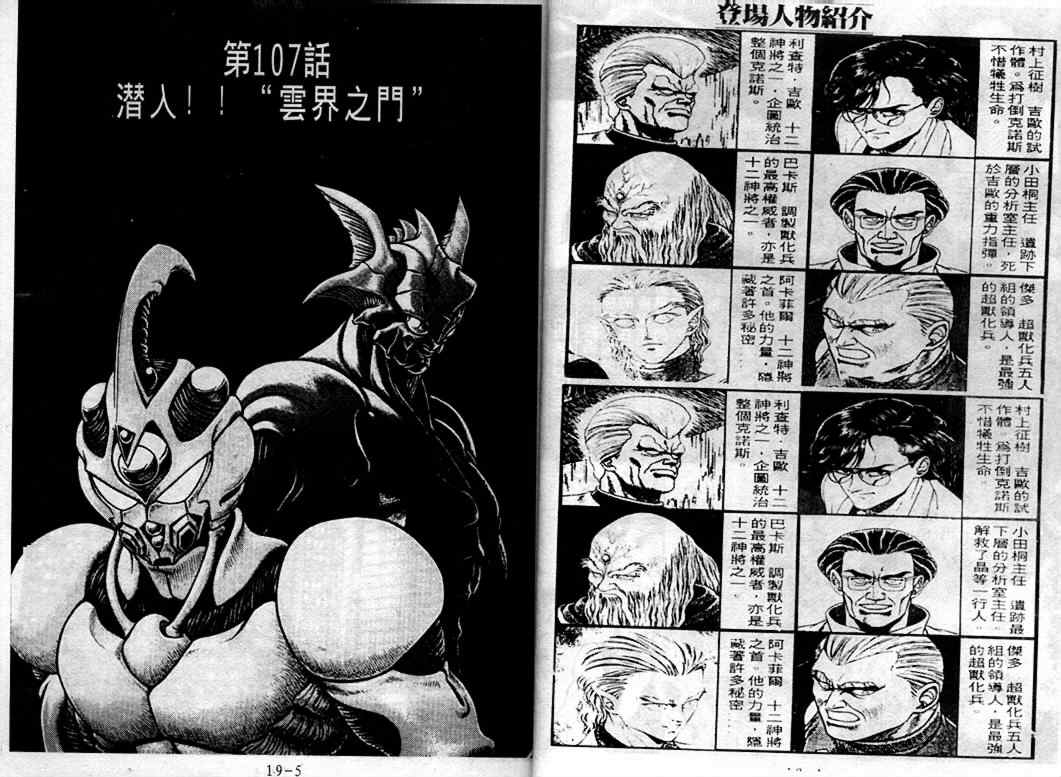 第107話
潛入！！“雲界之門”
19-5
登場人物紹介
村上征樹 吉歐的試
作體。為打倒克諾斯
不惜犧牲生命。
利查特·吉歐 十二
神將之一，企圖統治
整個克諾斯。
小田桐主任 遺跡下
層的分析室主任，死
於吉歐的重力指彈。
巴卡斯 調製獸化兵
的最高權威者，亦是
十二神將之一。
傑多 超獸化兵五人
組的領導人，是最強
的超獸化兵。
阿卡菲爾 十二神將
之首。他的力量，隱
藏著許多秘密
村上征樹 吉歐的試
作體 為打倒克諾斯
不惜犧牲生命。
利查特·吉歐 十二
神將之一，企圖統治
整個克諾斯。
小田桐主任 遺跡最
下層的分析室主任。
解救了晶等一行人。
巴卡斯 調製獸化兵
的最高權威者，亦是
十二神將之一。
傑多 超獸化兵五人
組的領導人，是最強
的超獸化兵。
阿卡菲爾 十二神將
之首。他的力量，隱
藏著許多秘密